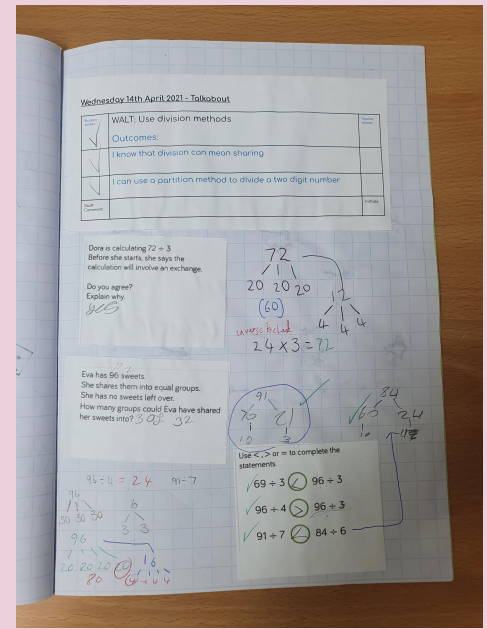 Wednesday 14th April 2021 - Talkabout
WALT: Use division methods
Outcomes:
I know that division can mean sharing
I can use a partition method to divide a two digit number
Staff
Comment:
Initials
Dora is calculating 72 ÷ 3
Before she starts, she says the
calculation will involve an exchange.
Do you agree?
Explain why.
yes
72
20 20 20
12
(60)
4 4 4
inverse to check
24 × 3 = 72
Eva has 96 sweets.
She shares them into equal groups.
She has no sweets left over.
How many groups could Eva have shared
her sweets into?
32
91
70 21
10 3
84
60 24
10
Use <, > or = to complete the
statements.
69 ÷ 3 < 96 ÷ 3
96 ÷ 4 > 96 ÷ 3
91 ÷ 7 < 84 ÷ 6
96 ÷ 4 = 24
91 ÷ 7
96
30 30 30
6
3 3
96
20 20 20 20
16
80
4 4 4 4